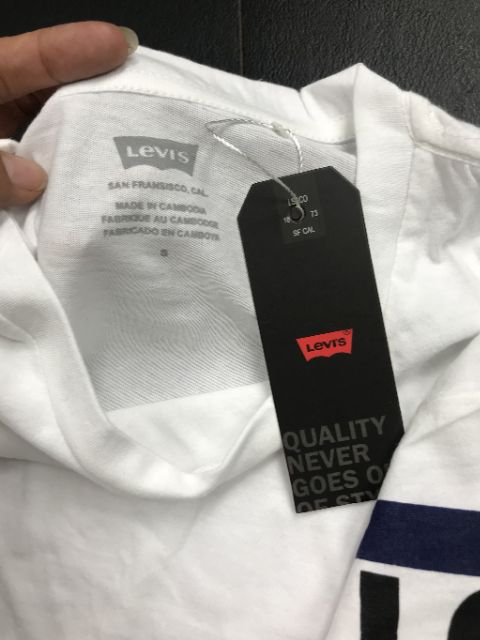 Levi's
SAN FRANSISCO, CAL.
MADE IN CAMBODIA
FABRIQUE AU CAMBODGE
FABRICADO EN CAMBOYA
S
LS&CO
18 73
SF CAL
Levi's
QUALITY
NEVER
GOES O
OF STY